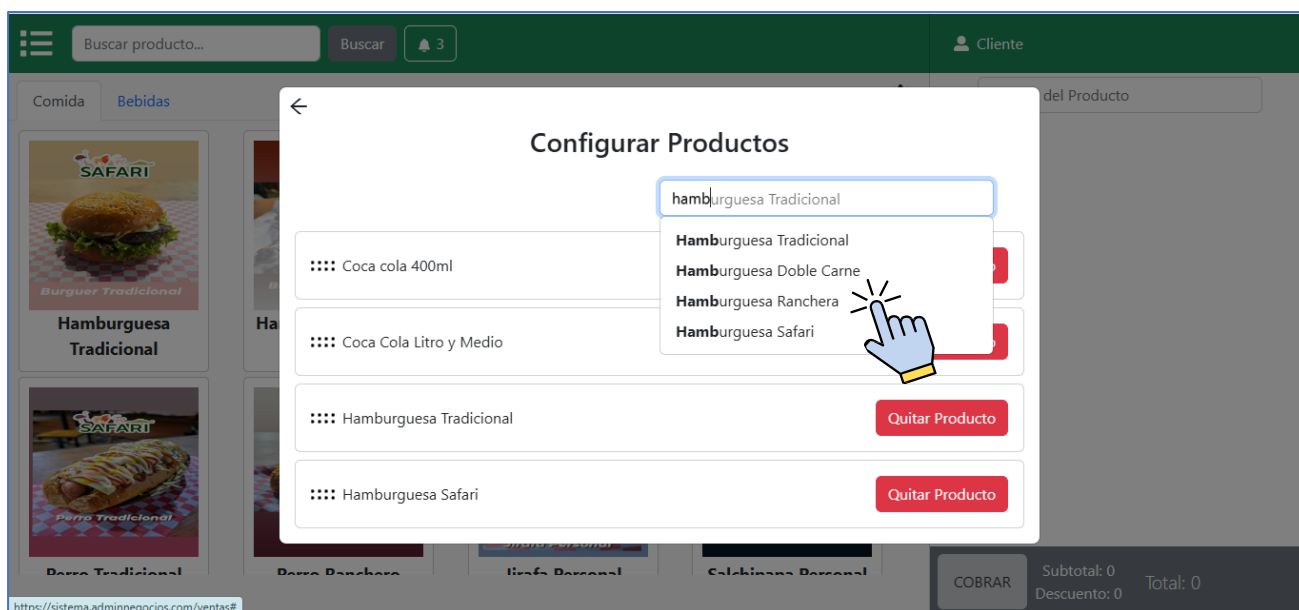 Buscar producto...
Buscar
3
Cliente
Comida
Bebidas
del Producto
Configurar Productos
hamburguesa Tradicional
Hamburguesa Tradicional
Hamburguesa Doble Carne
Hamburguesa Ranchera
Hamburguesa Safari
Coca cola 400ml
Coca Cola Litro y Medio
Hamburguesa Tradicional
Quitar Producto
Hamburguesa Safari
Quitar Producto
SAFARI
Burguer Tradicional
Hamburguesa
Tradicional
Ha
SAFARI
Perro Tradicional
Jirafa Personal
Perro Tradicional
Perro Ranchero
Jirafa Personal
Salchipapa Personal
COBRAR
Subtotal: 0
Descuento: 0
Total: 0
https://sistema.adminnegocios.com/ventas#